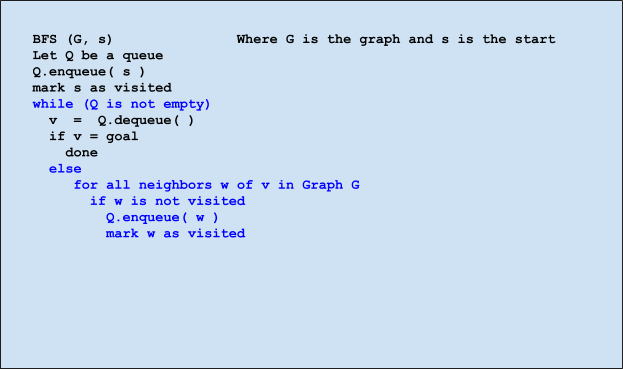 BFS (G, s)               Where G is the graph and s is the start
Let Q be a queue
Q.enqueue( s )
mark s as visited
while (Q is not empty)
  v  =  Q.dequeue( )
  if v = goal
    done
  else
     for all neighbors w of v in Graph G
       if w is not visited
         Q.enqueue( w )
         mark w as visited